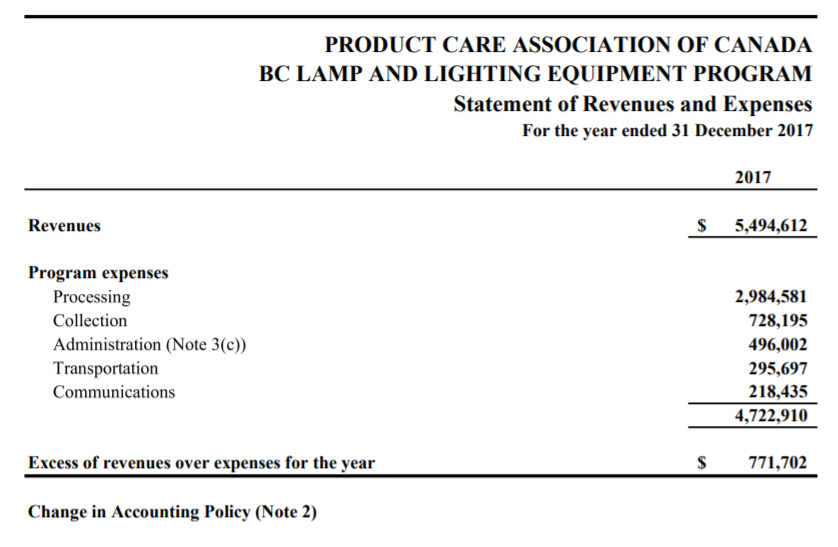 PRODUCT CARE ASSOCIATION OF CANADA
BC LAMP AND LIGHTING EQUIPMENT PROGRAM
Statement of Revenues and Expenses
For the year ended 31 December 2017
2017
Revenues $ 5,494,612
Program expenses
Processing 2,984,581
Collection 728,195
Administration (Note 3(c)) 496,002
Transportation 295,697
Communications 218,435
4,722,910
Excess of revenues over expenses for the year $ 771,702
Change in Accounting Policy (Note 2)